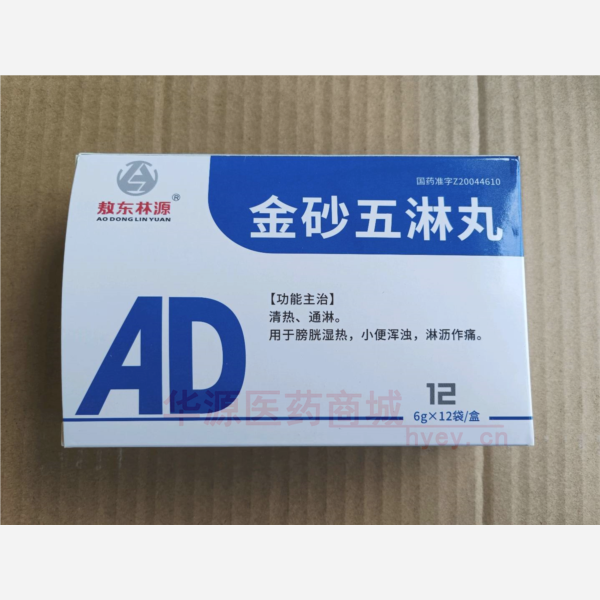 国药准字Z20044610
敖东林源®
AO DONG LIN YUAN
金砂五淋丸
【功能主治】
清热、通淋。
用于膀胱湿热，小便浑浊，淋沥作痛。
AD
12
6g×12袋/盒
华源医药商城
hyey.cn